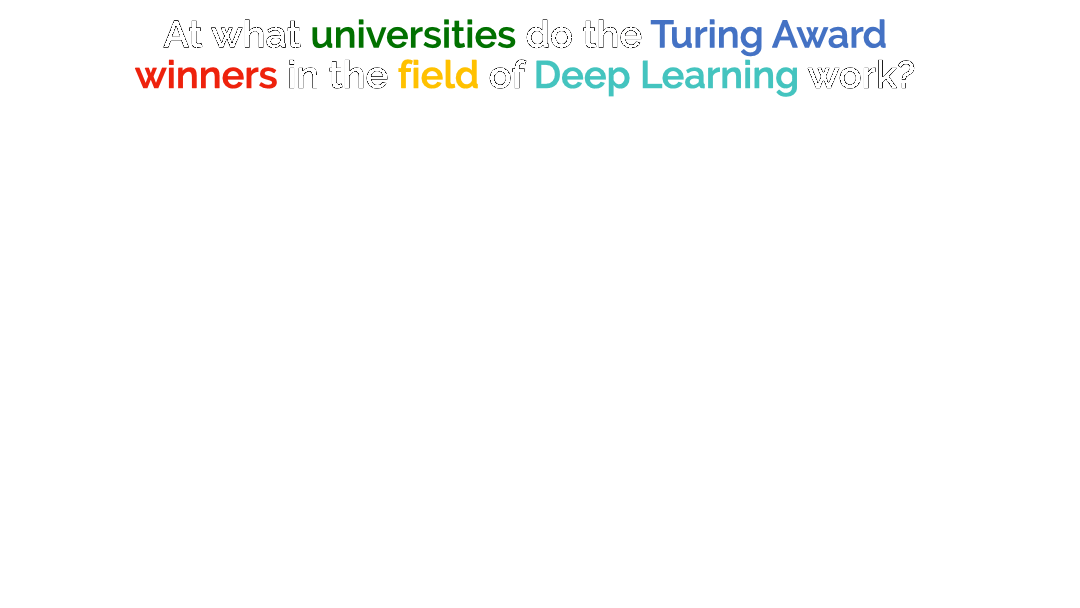 At what universities do the Turing Award
winners in the field of Deep Learning work?